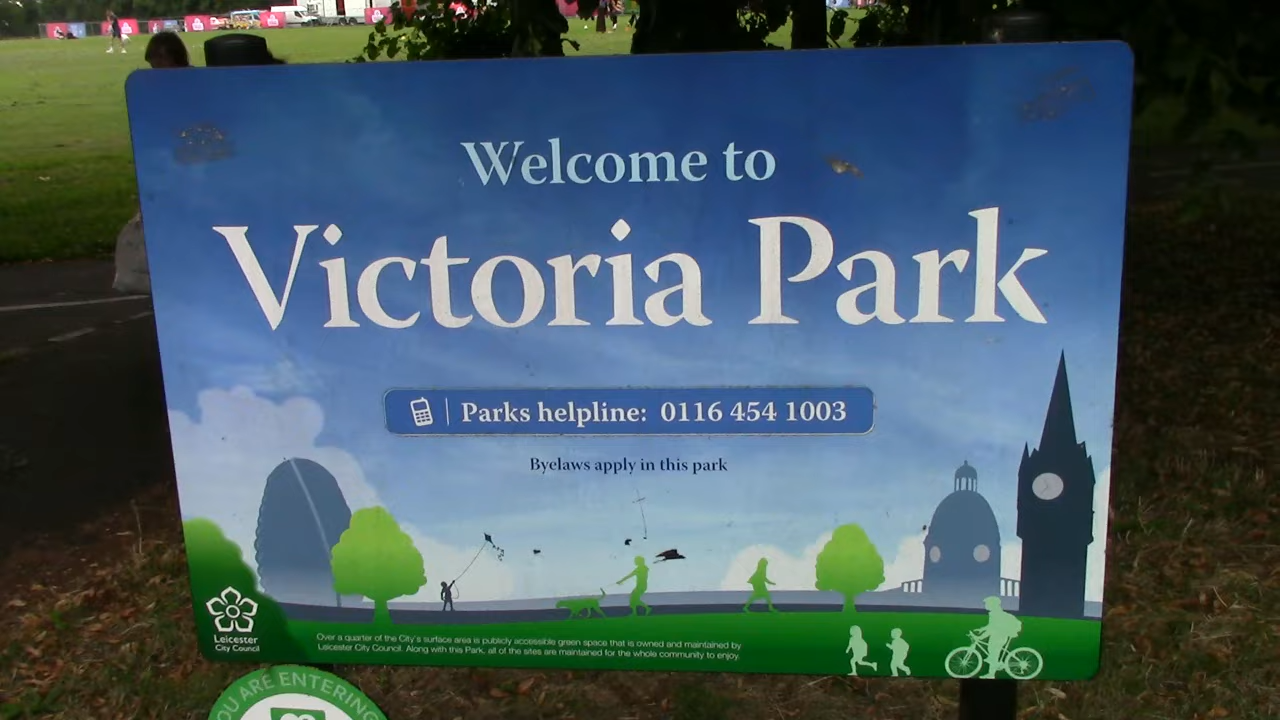 Welcome to
Victoria Park
Parks helpline: 0116 454 1003
Byelaws apply in this park
Leicester
City Council
Over a quarter of the City's surface area is publicly accessible green space that is owned and maintained by
Leicester City Council. Along with this Park, all of the sites are maintained for the whole community to enjoy.
YOU ARE ENTERING